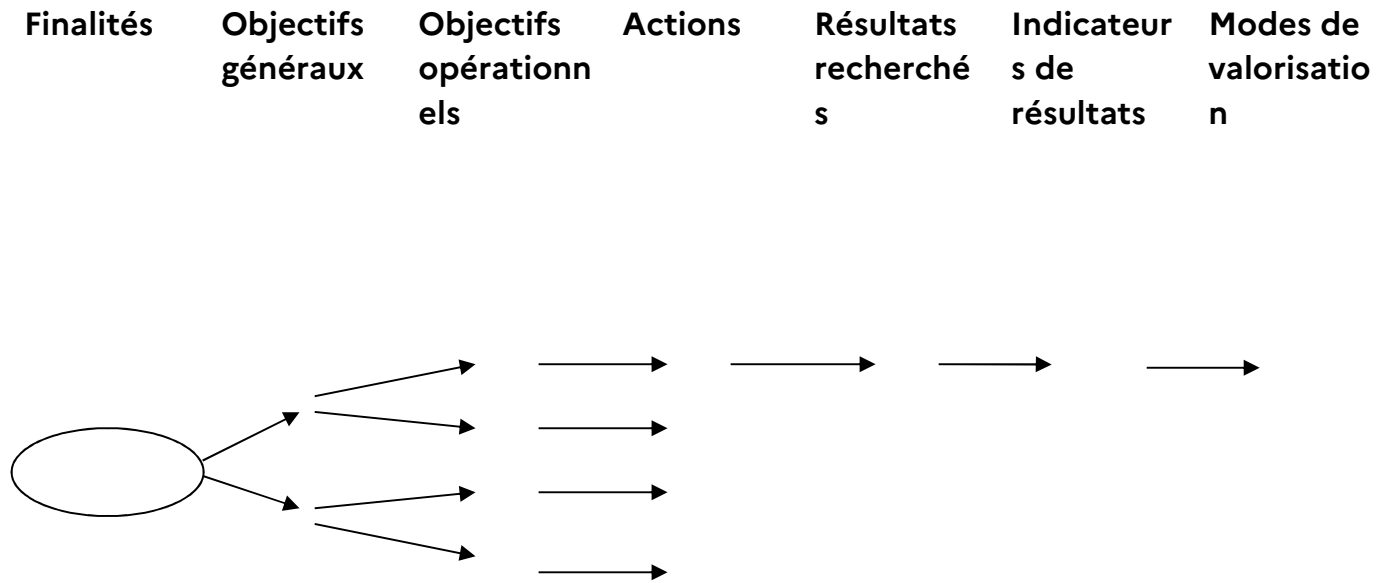 Finalités
Objectifs
généraux
Objectifs
opérationn
els
Actions
Résultats
recherché
s
Indicateur
s de
résultats
Modes de
valorisatio
n